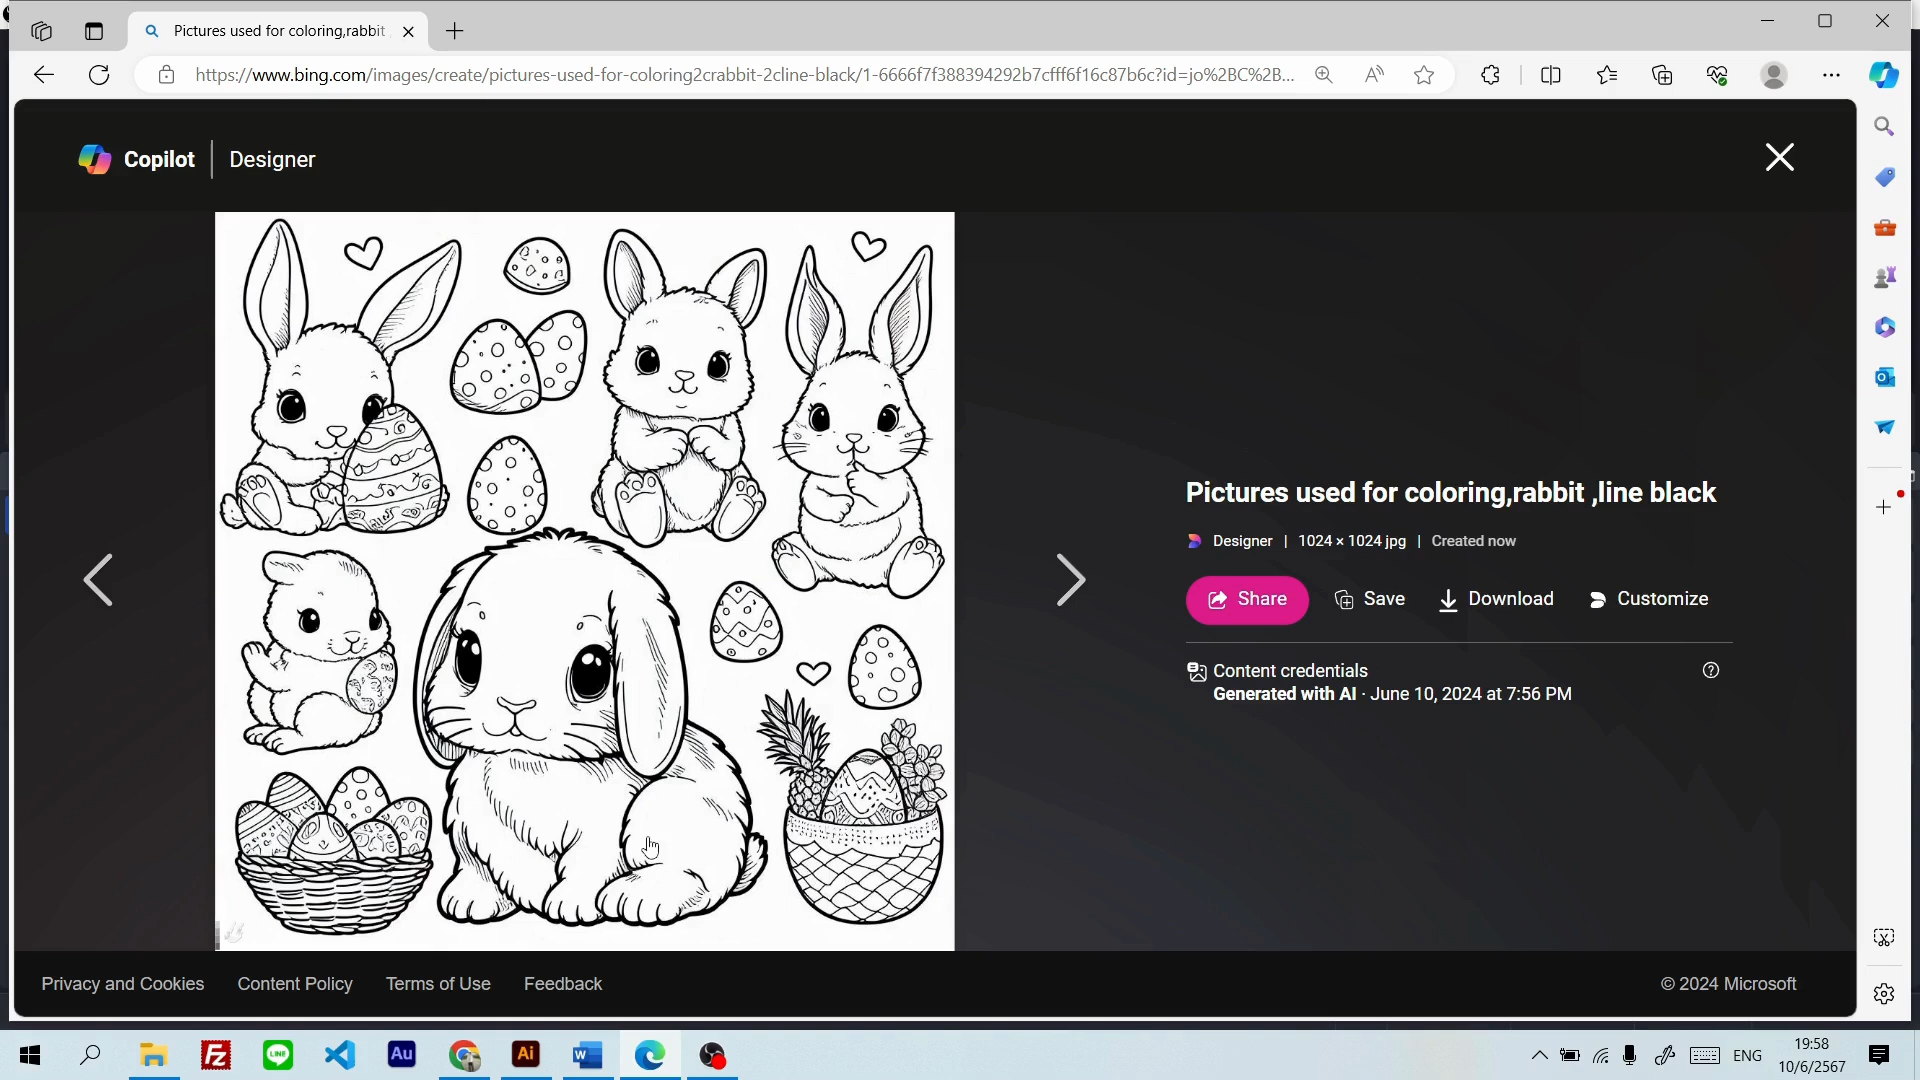 Pictures used for coloring,rabbit
https://www.bing.com/images/create/pictures-used-for-coloring2crabbit-2cline-black/1-6666f7f388394292b7cfff6f16c87b6c?id=jo%2BC%2B...
Copilot | Designer
Pictures used for coloring,rabbit ,line black
Designer | 1024 × 1024 jpg | Created now
Share Save Download Customize
Content credentials
Generated with AI · June 10, 2024 at 7:56 PM
Privacy and Cookies Content Policy Terms of Use Feedback © 2024 Microsoft
Fz LINE Au Ai W ENG 19:58
10/6/2567